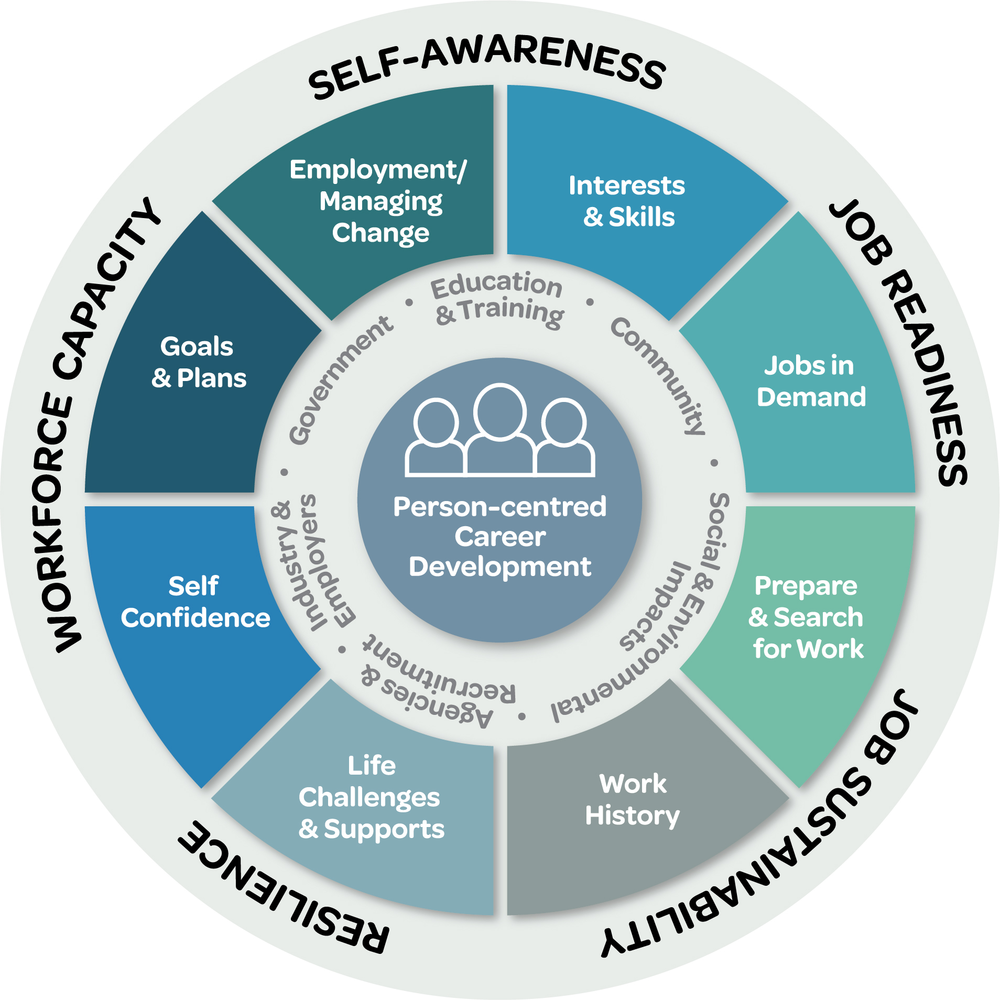 SELF-AWARENESS
JOB READINESS
JOB SUSTAINABILITY
RESILIENCE
WORKFORCE CAPACITY
Employment/
Managing
Change
Interests
& Skills
Jobs in
Demand
Prepare
& Search
for Work
Work
History
Life
Challenges
& Supports
Self
Confidence
Goals
& Plans
Education
& Training
Community
Social & Enviromental
Impacts
Agencies &
Recruitment
Industry &
Employers
Government
Person-centred
Career
Development